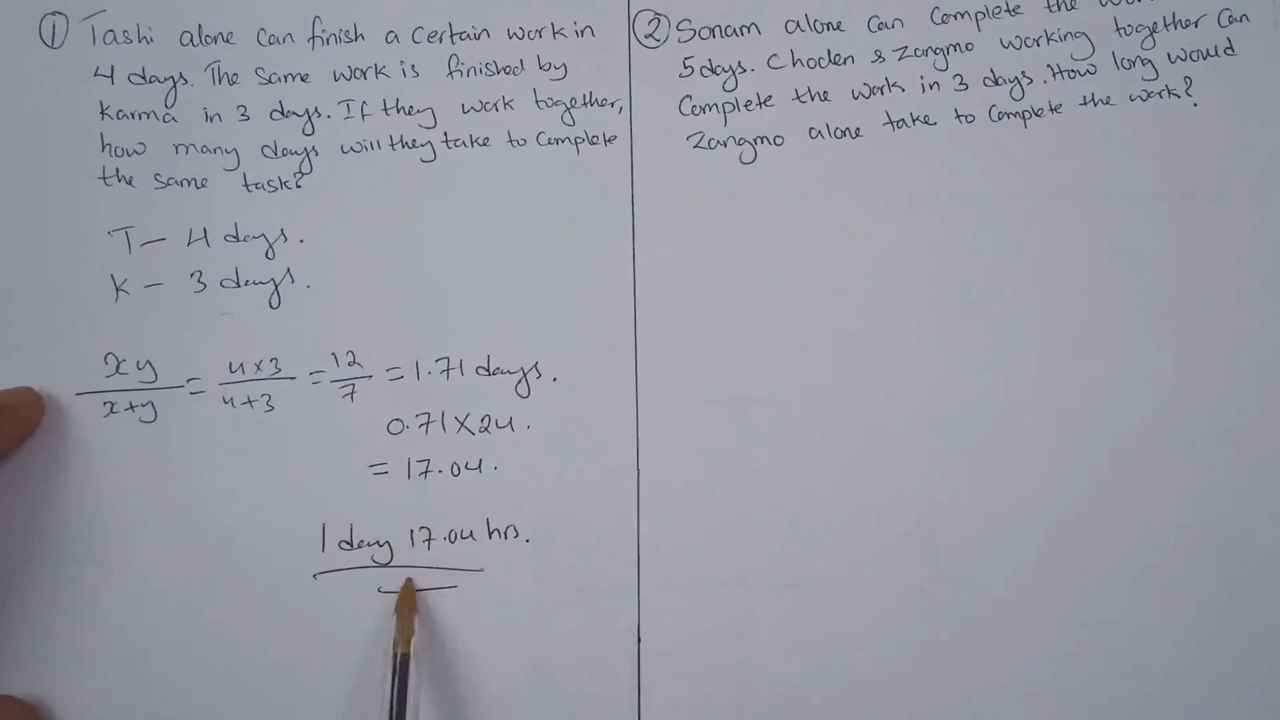 ① Tashi alone can finish a certain work in
4 days. The same work is finished by
Karma in 3 days. If they work together,
how many days will they take to complete
the same task?
T – 4 days.
K – 3 days.
xy/x+y = 4×3/4+3 = 12/7 = 1.71 days.
0.71×24.
= 17.04.
1 day 17.04 hrs.
② Sonam alone can complete the
5days. Choden & Zangmo working together can
complete the work in 3 days. How long would
Zangmo alone take to complete the work?